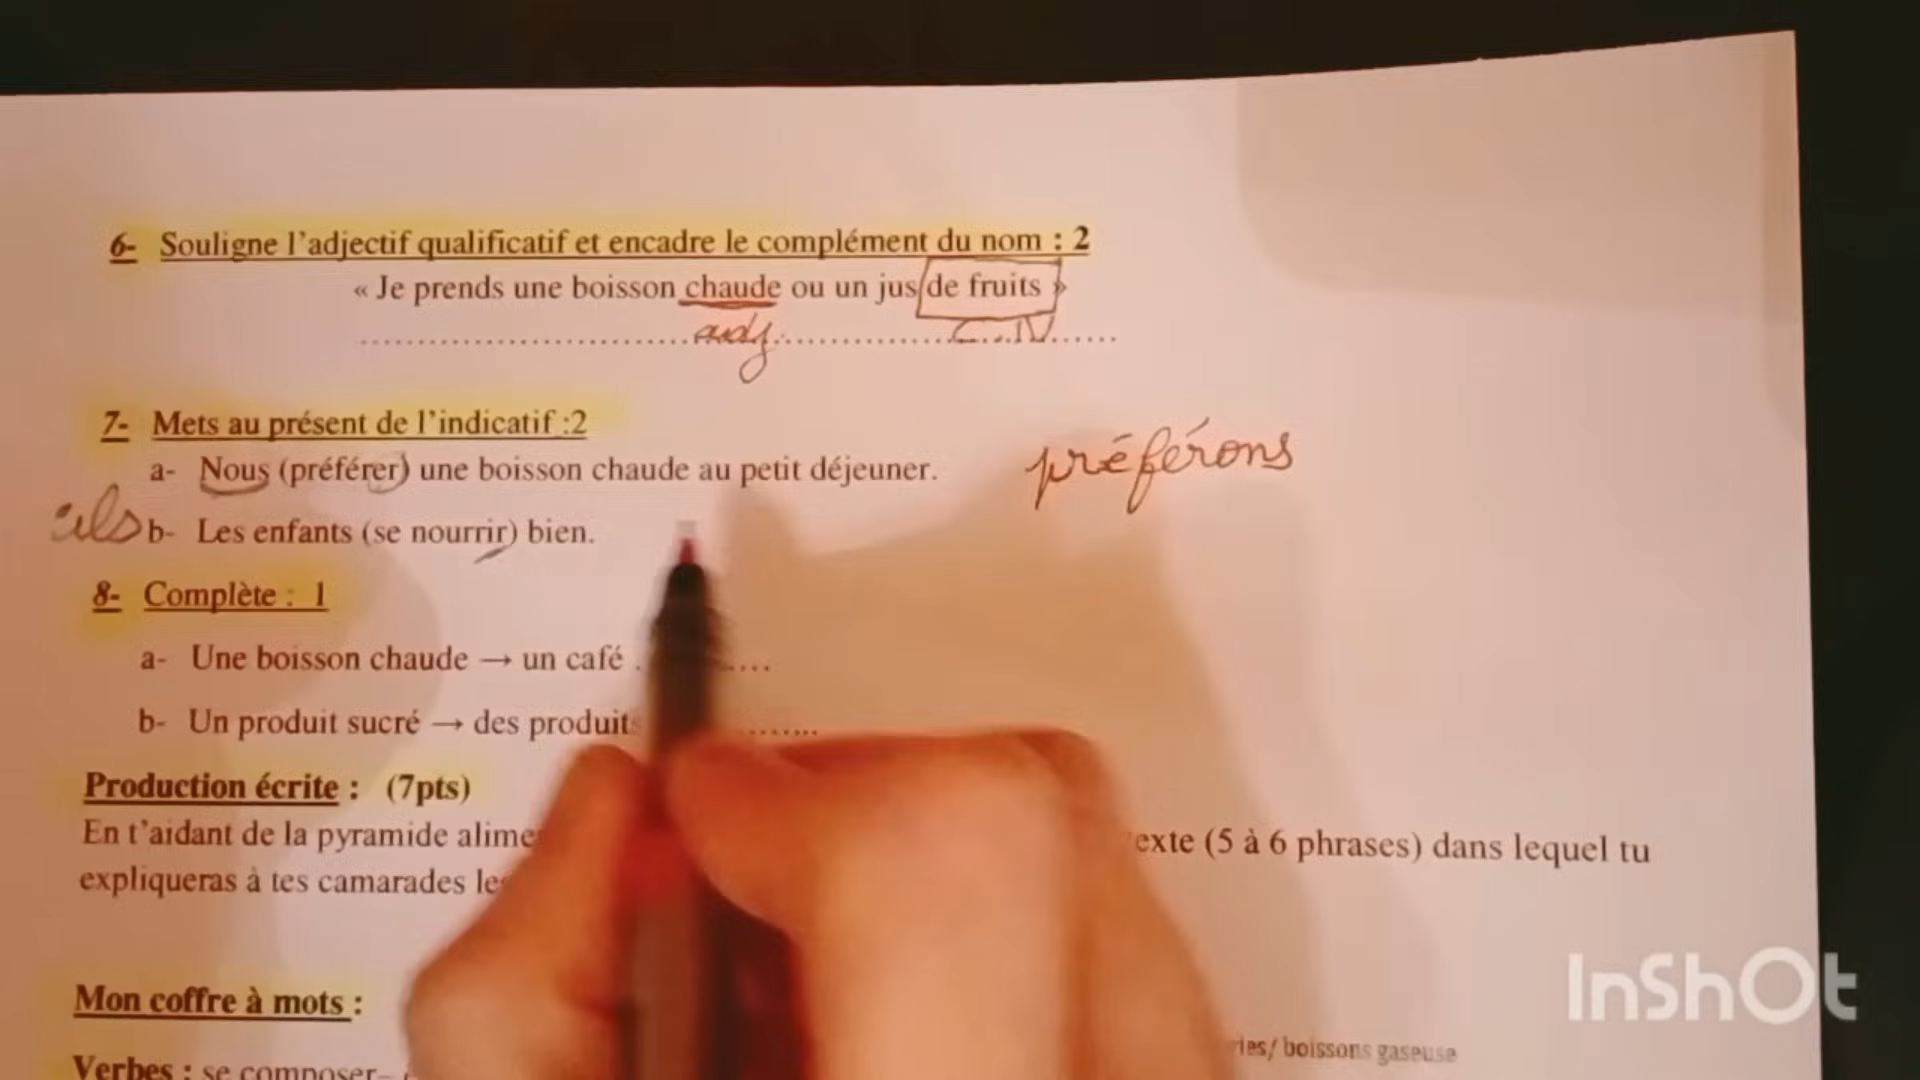 6- Souligne l'adjectif qualificatif et encadre le complément du nom : 2
« Je prends une boisson chaude ou un jus de fruits »
adj C.N
7- Mets au présent de l'indicatif :2
a- Nous (préférer) une boisson chaude au petit déjeuner. préférons
ils b- Les enfants (se nourrir) bien.
8- Complète : 1
a- Une boisson chaude → un café
b- Un produit sucré → des produits
Production écrite : (7pts)
En t'aidant de la pyramide exte (5 à 6 phrases) dans lequel tu
expliqueras à tes camarades
Mon coffre à mots :
Verbes : se composer- ries/ boissons gaseuse
InShOt